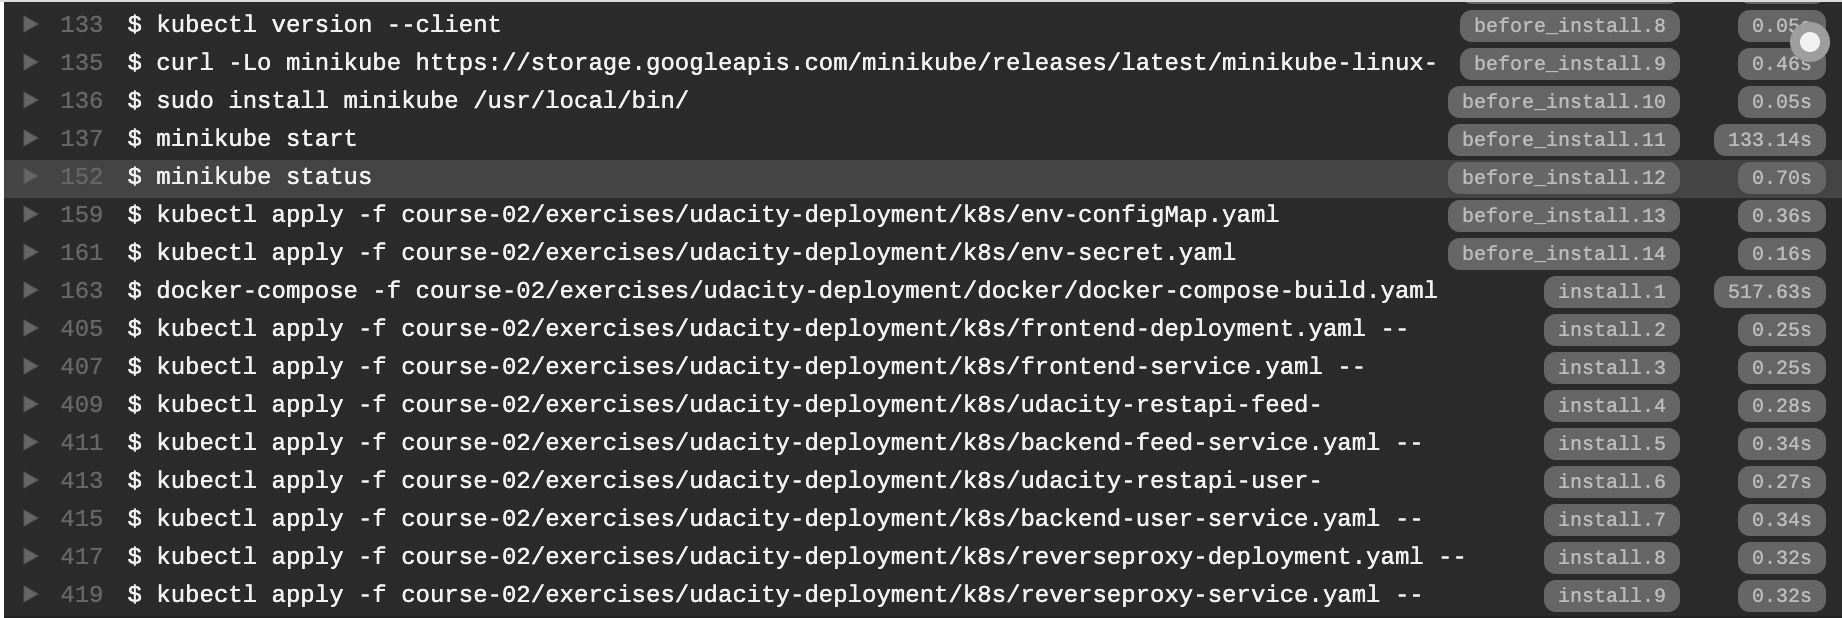 133 $ kubectl version --client before_install.8 0.05s
135 $ curl -Lo minikube https://storage.googleapis.com/minikube/releases/latest/minikube-linux- before_install.9 0.46s
136 $ sudo install minikube /usr/local/bin/ before_install.10 0.05s
137 $ minikube start before_install.11 133.14s
152 $ minikube status before_install.12 0.70s
159 $ kubectl apply -f course-02/exercises/udacity-deployment/k8s/env-configMap.yaml before_install.13 0.36s
161 $ kubectl apply -f course-02/exercises/udacity-deployment/k8s/env-secret.yaml before_install.14 0.16s
163 $ docker-compose -f course-02/exercises/udacity-deployment/docker/docker-compose-build.yaml install.1 517.63s
405 $ kubectl apply -f course-02/exercises/udacity-deployment/k8s/frontend-deployment.yaml -- install.2 0.25s
407 $ kubectl apply -f course-02/exercises/udacity-deployment/k8s/frontend-service.yaml -- install.3 0.25s
409 $ kubectl apply -f course-02/exercises/udacity-deployment/k8s/udacity-restapi-feed- install.4 0.28s
411 $ kubectl apply -f course-02/exercises/udacity-deployment/k8s/backend-feed-service.yaml -- install.5 0.34s
413 $ kubectl apply -f course-02/exercises/udacity-deployment/k8s/udacity-restapi-user- install.6 0.27s
415 $ kubectl apply -f course-02/exercises/udacity-deployment/k8s/backend-user-service.yaml -- install.7 0.34s
417 $ kubectl apply -f course-02/exercises/udacity-deployment/k8s/reverseproxy-deployment.yaml -- install.8 0.32s
419 $ kubectl apply -f course-02/exercises/udacity-deployment/k8s/reverseproxy-service.yaml -- install.9 0.32s